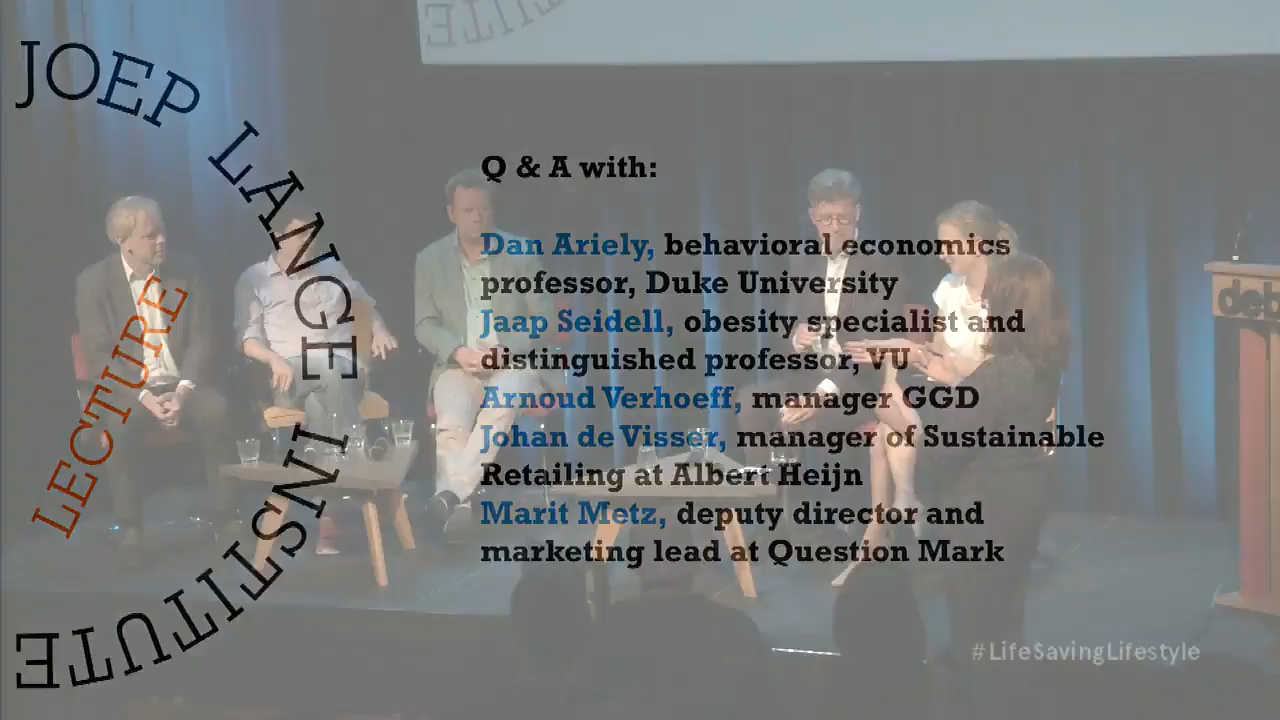 JOEP LANGE INSTITUTE
LECTURE
Q & A with:
Dan Ariely, behavioral economics
professor, Duke University
Jaap Seidell, obesity specialist and
distinguished professor, VU
Arnoud Verhoeff, manager GGD
Johan de Visser, manager of Sustainable
Retailing at Albert Heijn
Marit Metz, deputy director and
marketing lead at Question Mark
deb
#LifeSavingLifestyle